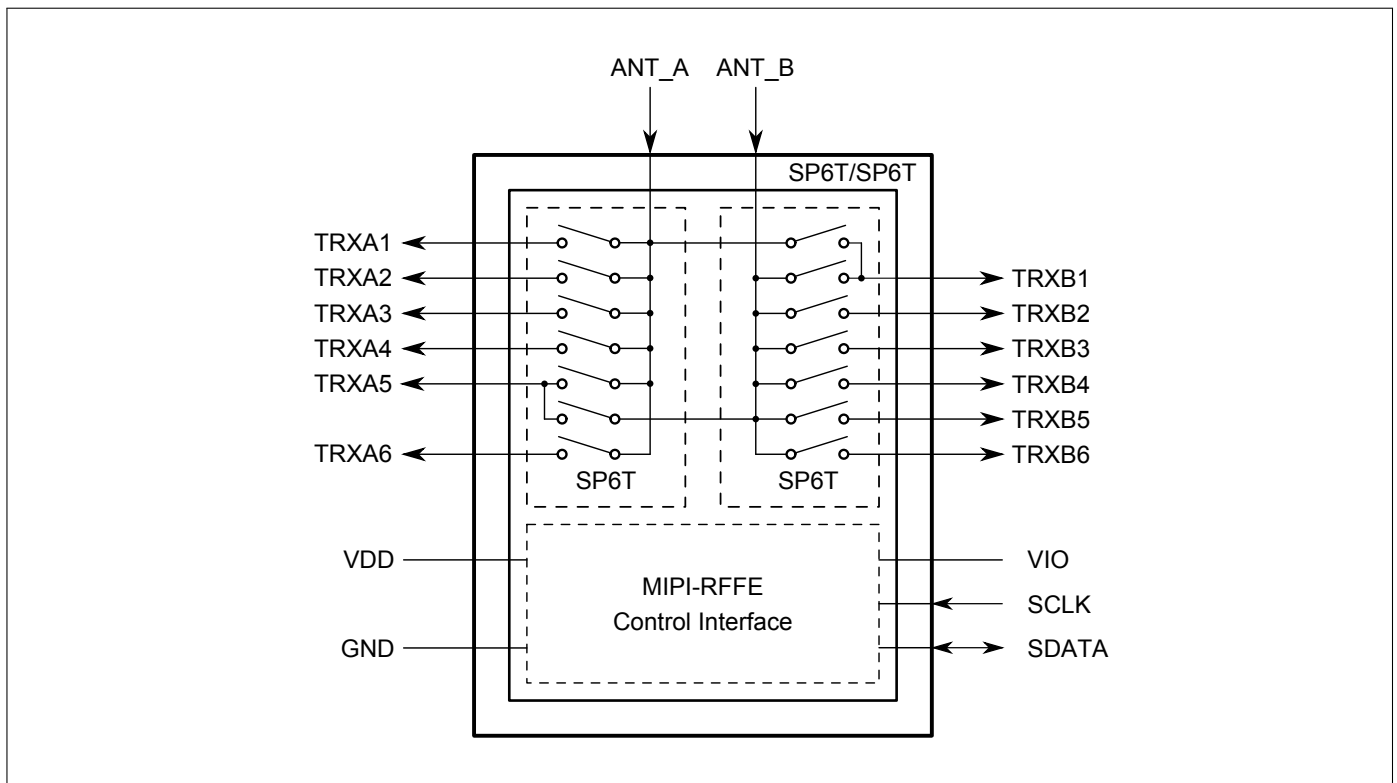 ANT_A ANT_B
SP6T/SP6T
TRXA1
TRXA2
TRXA3
TRXA4
TRXA5
TRXA6
TRXB1
TRXB2
TRXB3
TRXB4
TRXB5
TRXB6
SP6T SP6T
VDD
GND
MIPI-RFFE
Control Interface
VIO
SCLK
SDATA